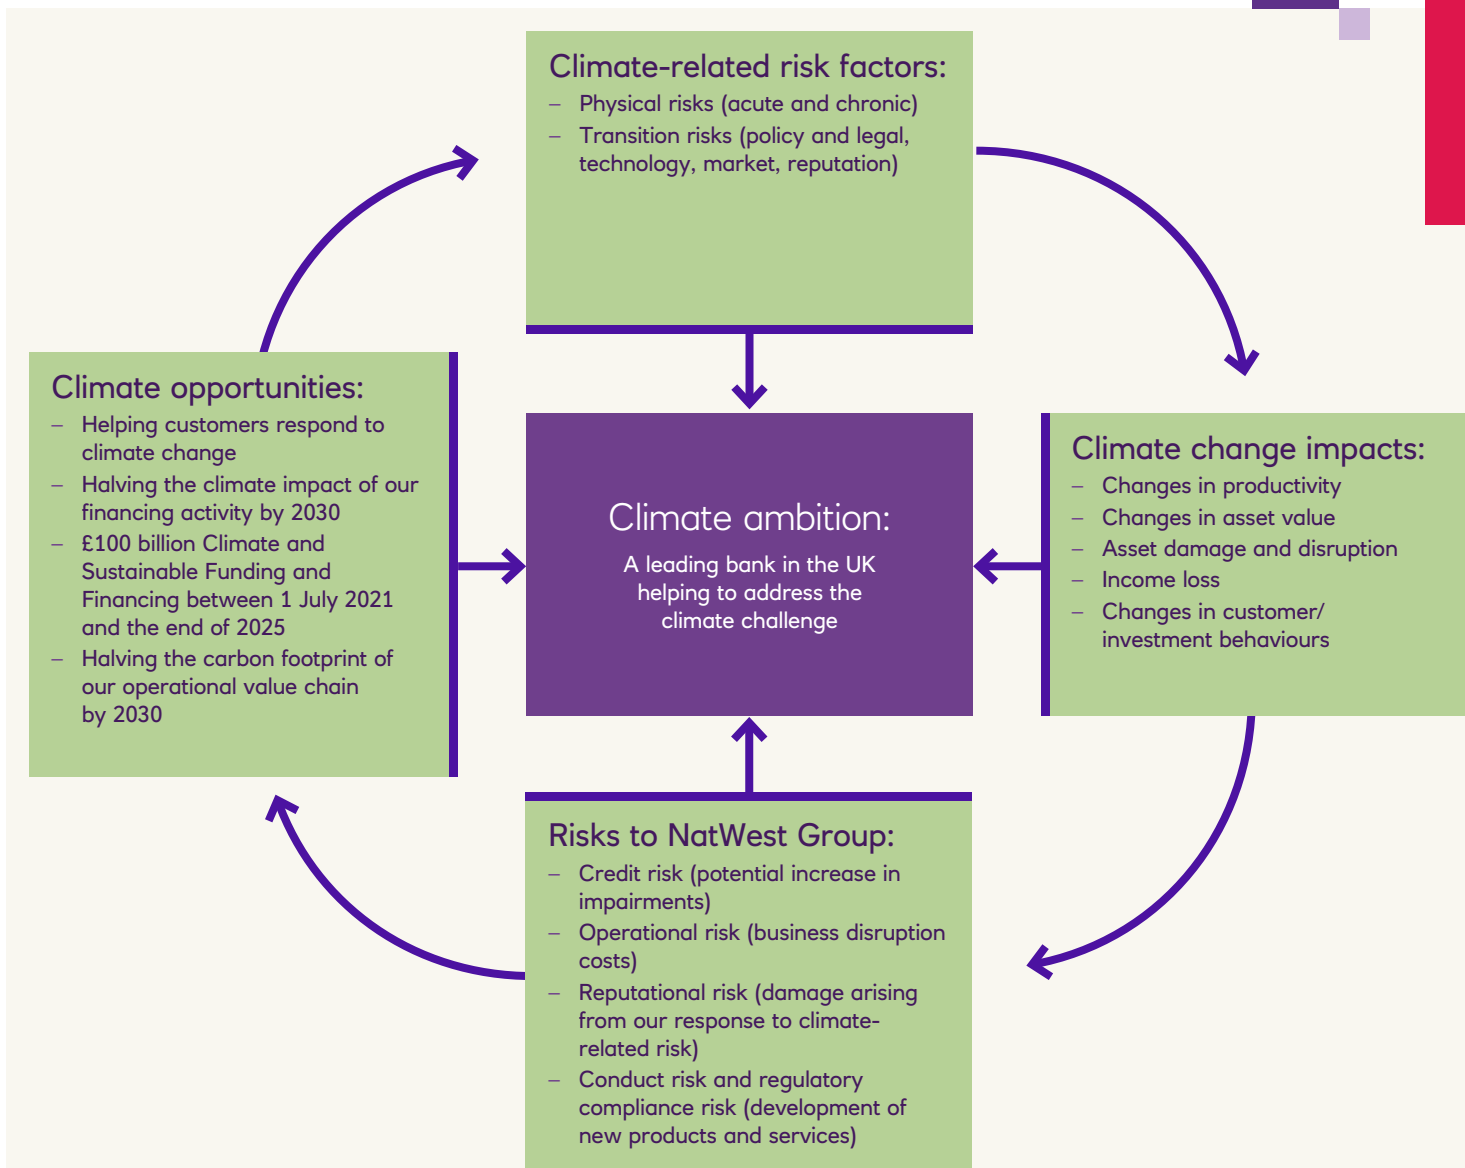 Climate-related risk factors:
– Physical risks (acute and chronic)
– Transition risks (policy and legal,
technology, market, reputation)
Climate opportunities:
– Helping customers respond to
climate change
– Halving the climate impact of our
financing activity by 2030
– £100 billion Climate and
Sustainable Funding and
Financing between 1 July 2021
and the end of 2025
– Halving the carbon footprint of
our operational value chain
by 2030
Climate ambition:
A leading bank in the UK
helping to address the
climate challenge
Climate change impacts:
– Changes in productivity
– Changes in asset value
– Asset damage and disruption
– Income loss
– Changes in customer/
investment behaviours
Risks to NatWest Group:
– Credit risk (potential increase in
impairments)
– Operational risk (business disruption
costs)
– Reputational risk (damage arising
from our response to climate-
related risk)
– Conduct risk and regulatory
compliance risk (development of
new products and services)